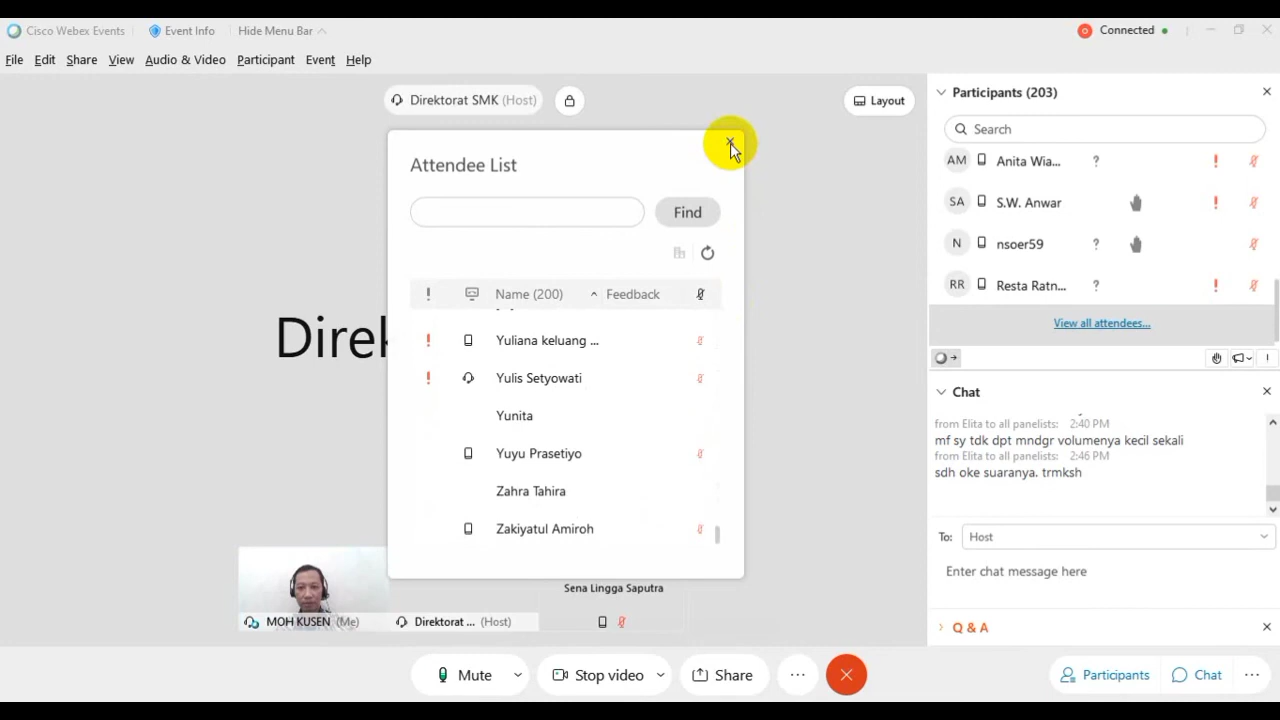 Cisco Webex Events
Event Info
Hide Menu Bar
Connected
File Edit Share View Audio & Video Participant Event Help
Direktorat SMK (Host)
Layout
Direk
Attendee List
Find
Name (200)
Feedback
Yuliana keluang ...
Yulis Setyowati
Yunita
Yuyu Prasetiyo
Zahra Tahira
Zakiyatul Amiroh
MOH KUSEN (Me)
Direktorat ... (Host)
Sena Lingga Saputra
Participants (203)
Search
AM Anita Wia... ?
SA S.W. Anwar
N nsoer59 ?
RR Resta Ratn... ?
View all attendees...
Chat
from Elita to all panelists: 2:40 PM
mf sy tdk dpt mndgr volumenya kecil sekali
from Elita to all panelists: 2:46 PM
sdh oke suaranya. trmksh
To: Host
Enter chat message here
Q & A
Mute
Stop video
Share
Participants
Chat